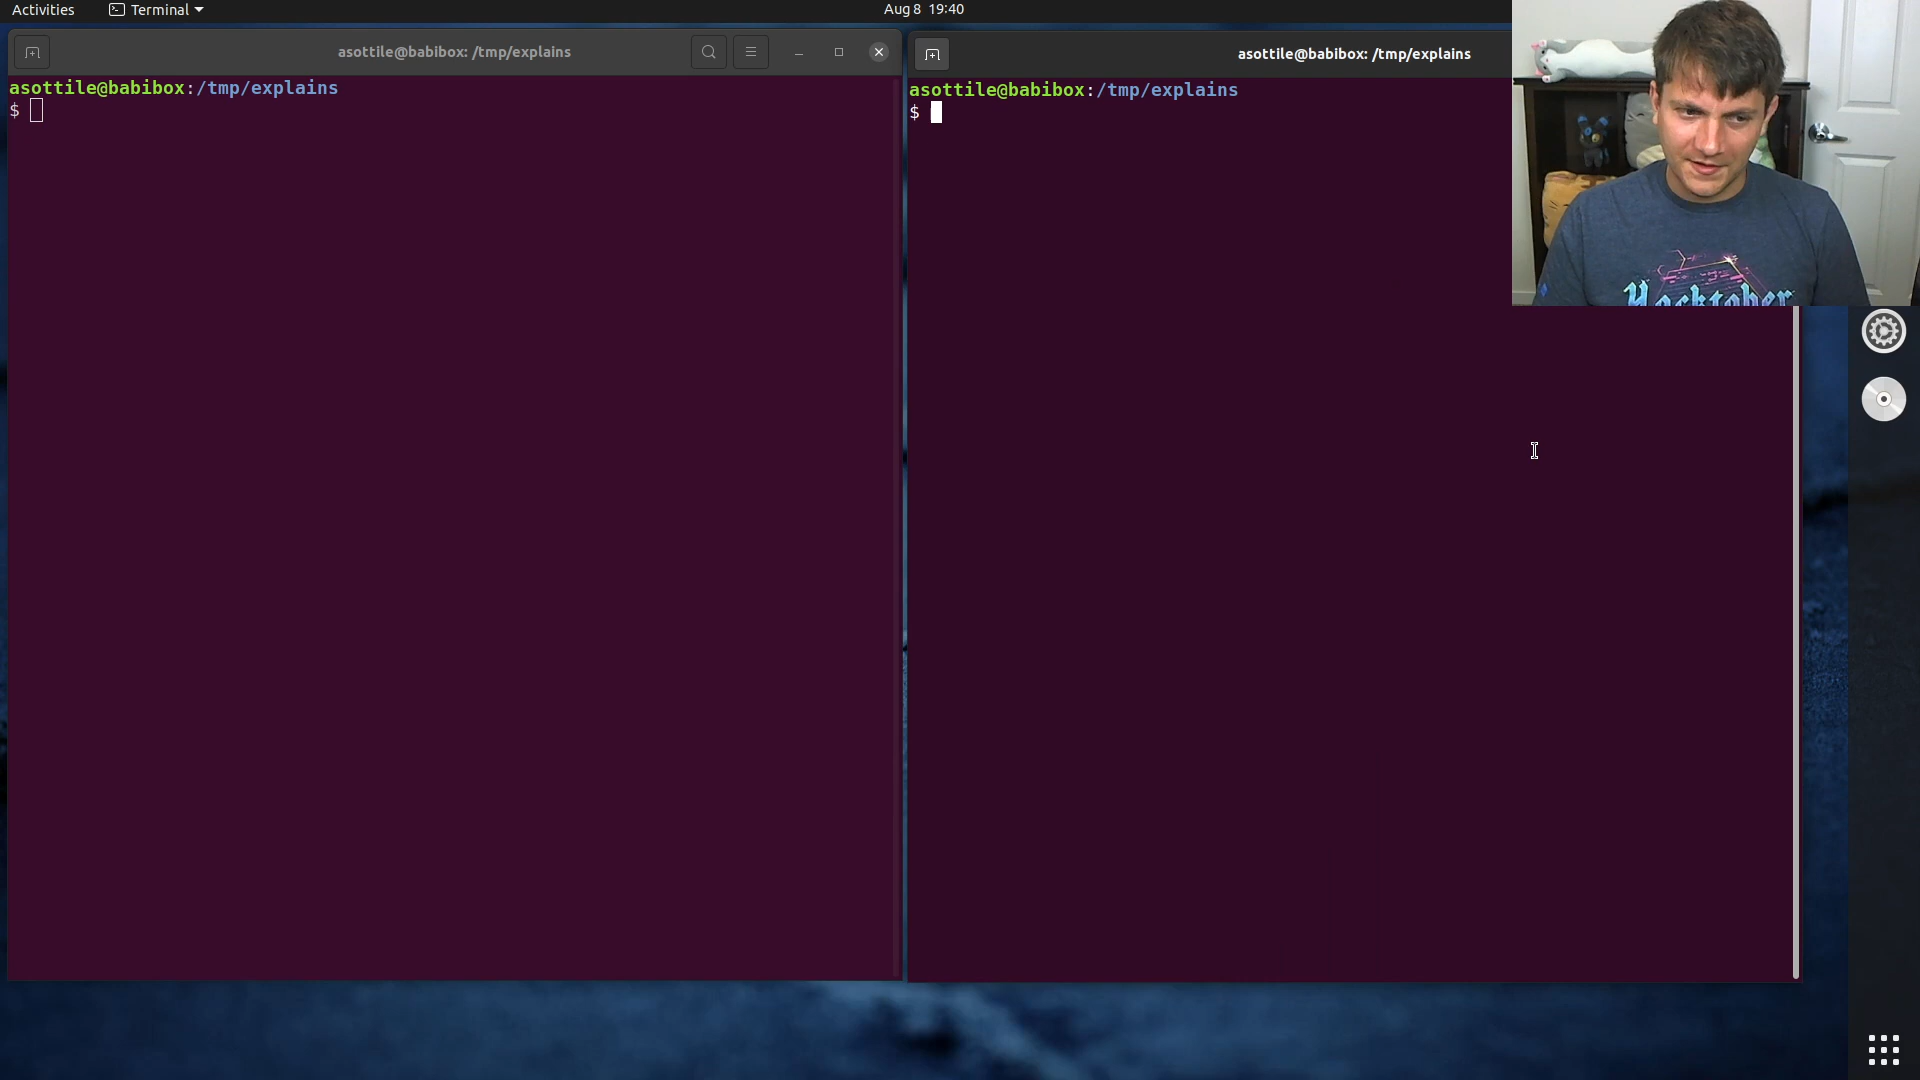 Activities
Terminal
Aug 8 19:40
asottile@babibox: /tmp/explains
asottile@babibox:/tmp/explains
$
asottile@babibox: /tmp/explains
asottile@babibox:/tmp/explains
$
Hacktober